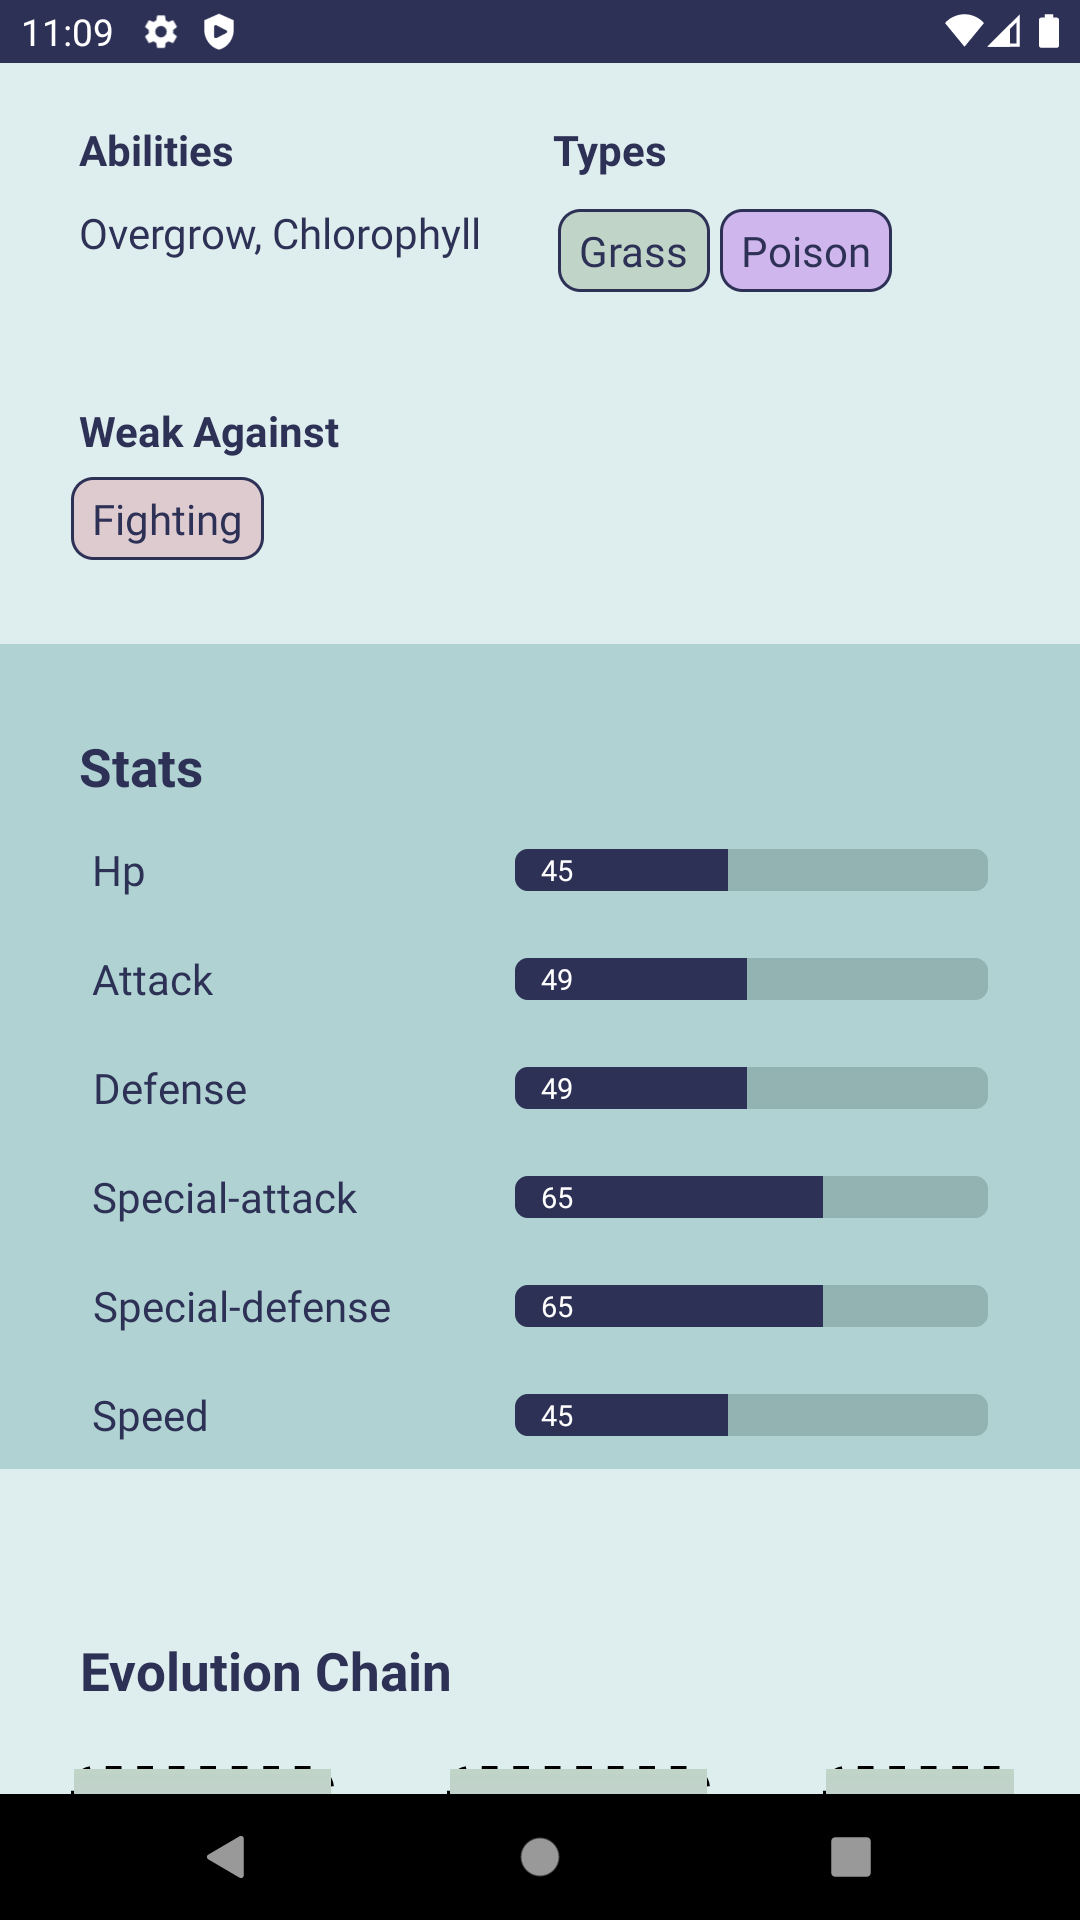 11:09
Abilities
Types
Overgrow, Chlorophyll
Grass
Poison
Weak Against
Fighting
Stats
Hp
45
Attack
49
Defense
49
Special-attack
65
Special-defense
65
Speed
45
Evolution Chain